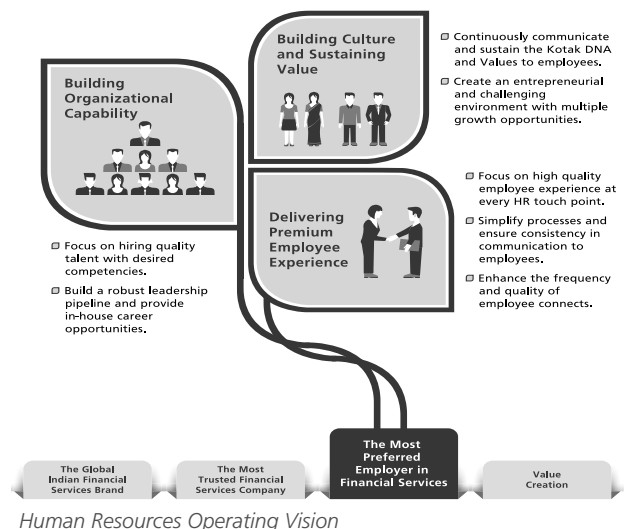 Building
Organizational
Capability
Focus on hiring quality
talent with desired
competencies.
Build a robust leadership
pipeline and provide
in-house career
opportunities.
Building Culture
and Sustaining
Value
Continuously communicate
and sustain the Kotak DNA
and Values to employees.
Create an entrepreneurial
and challenging
environment with multiple
growth opportunities.
Delivering
Premium
Employee
Experience
Focus on high quality
employee experience at
every HR touch point.
Simplify processes and
ensure consistency in
communication to
employees.
Enhance the frequency
and quality of
employee connects.
The Global
Indian Financial
Services Brand
The Most
Trusted Financial
Services Company
The Most
Preferred
Employer in
Financial Services
Value
Creation
Human Resources Operating Vision